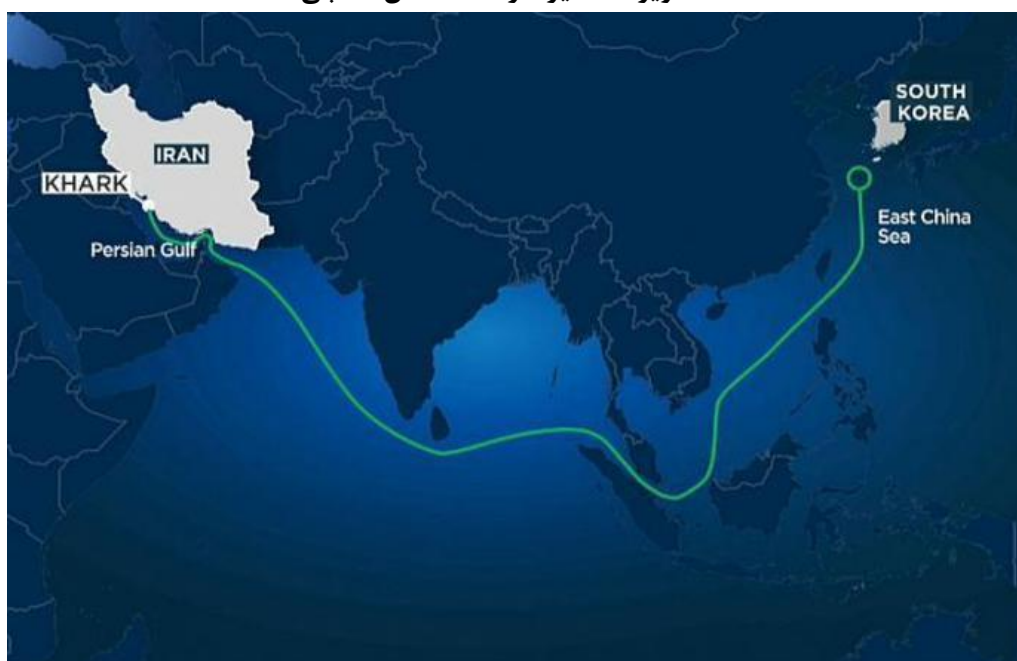 IRAN
KHARK
Persian Gulf
SOUTH
KOREA
East China
Sea